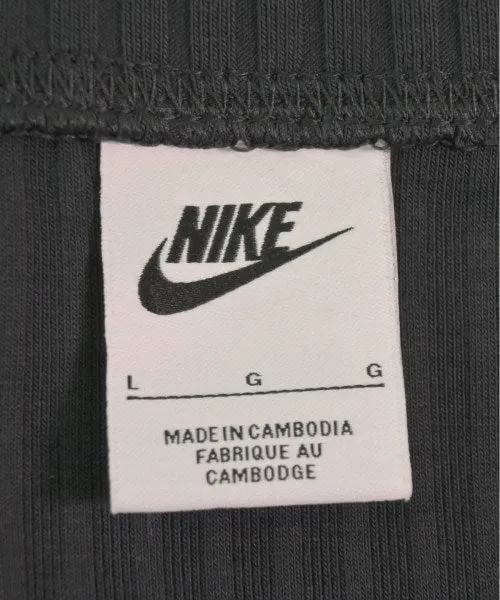 NIKE
L G G
MADE IN CAMBODIA
FABRIQUE AU
CAMBODGE